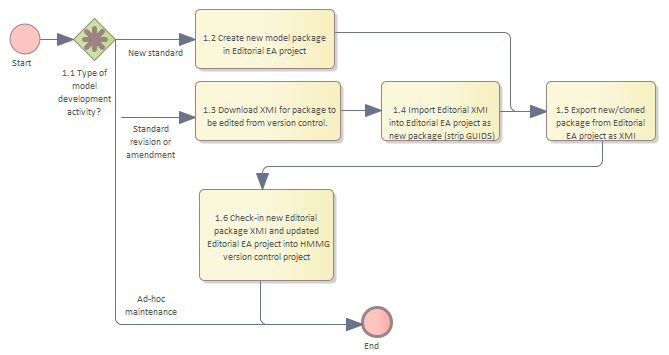 Start
1.1 Type of
model
development
activity?
New standard
1.2 Create new model package
in Editorial EA project
Standard
revision or
amendment
1.3 Download XMI for package to
be edited from version control.
1.4 Import Editorial XMI
into Editorial EA project as
new package (strip GUIDS)
1.5 Export new/cloned
package from Editorial
EA project as XMI
1.6 Check-in new Editorial
package XMI and updated
Editorial EA project into HMMG
version control project
Ad-hoc
maintenance
End